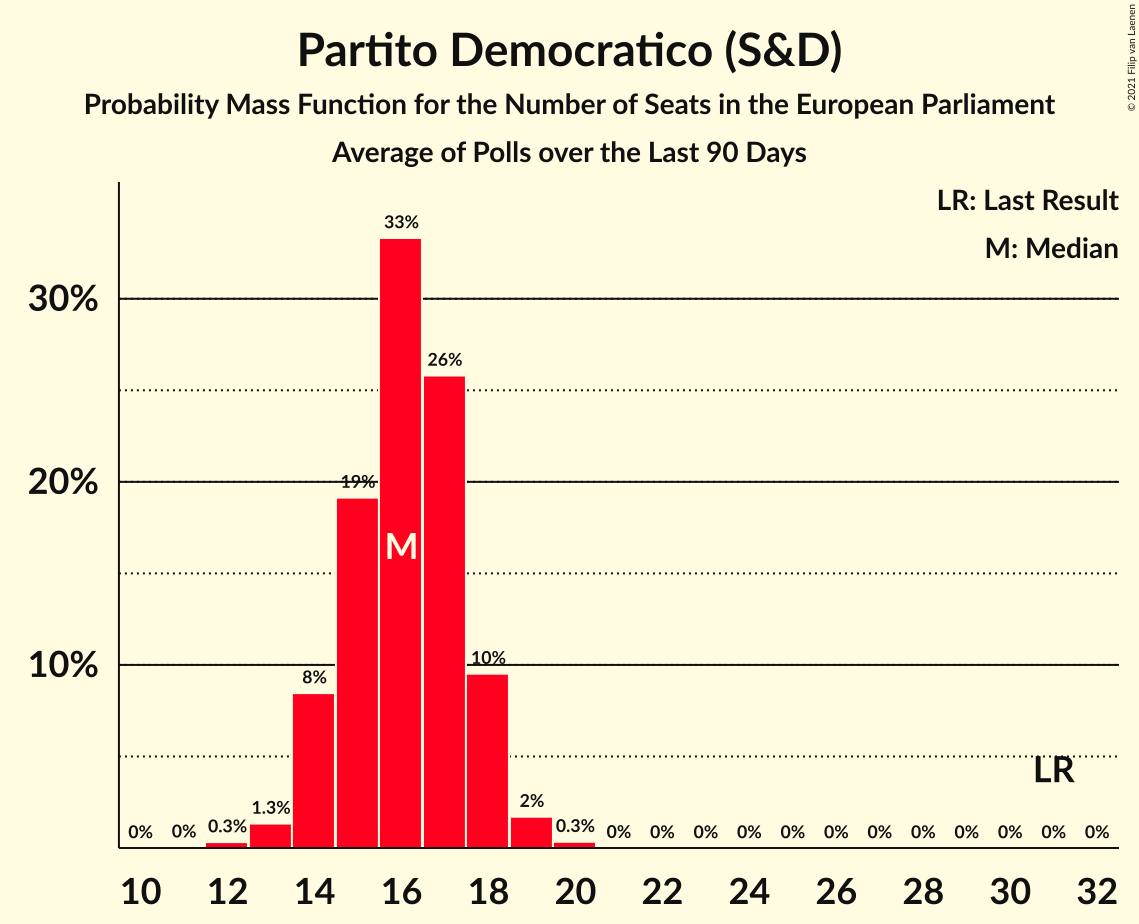 Partito Democratico (S&D)
Probability Mass Function for the Number of Seats in the European Parliament
Average of Polls over the Last 90 Days
© 2021 Filip van Laenen
LR: Last Result
M: Median
30%
20%
10%
0% 0% 0.3% 1.3% 8% 19% 33% 26% 10% 2% 0.3% 0% 0% 0% 0% 0% 0% 0% 0% 0% 0% 0% 0%
M
LR
10 12 14 16 18 20 22 24 26 28 30 32